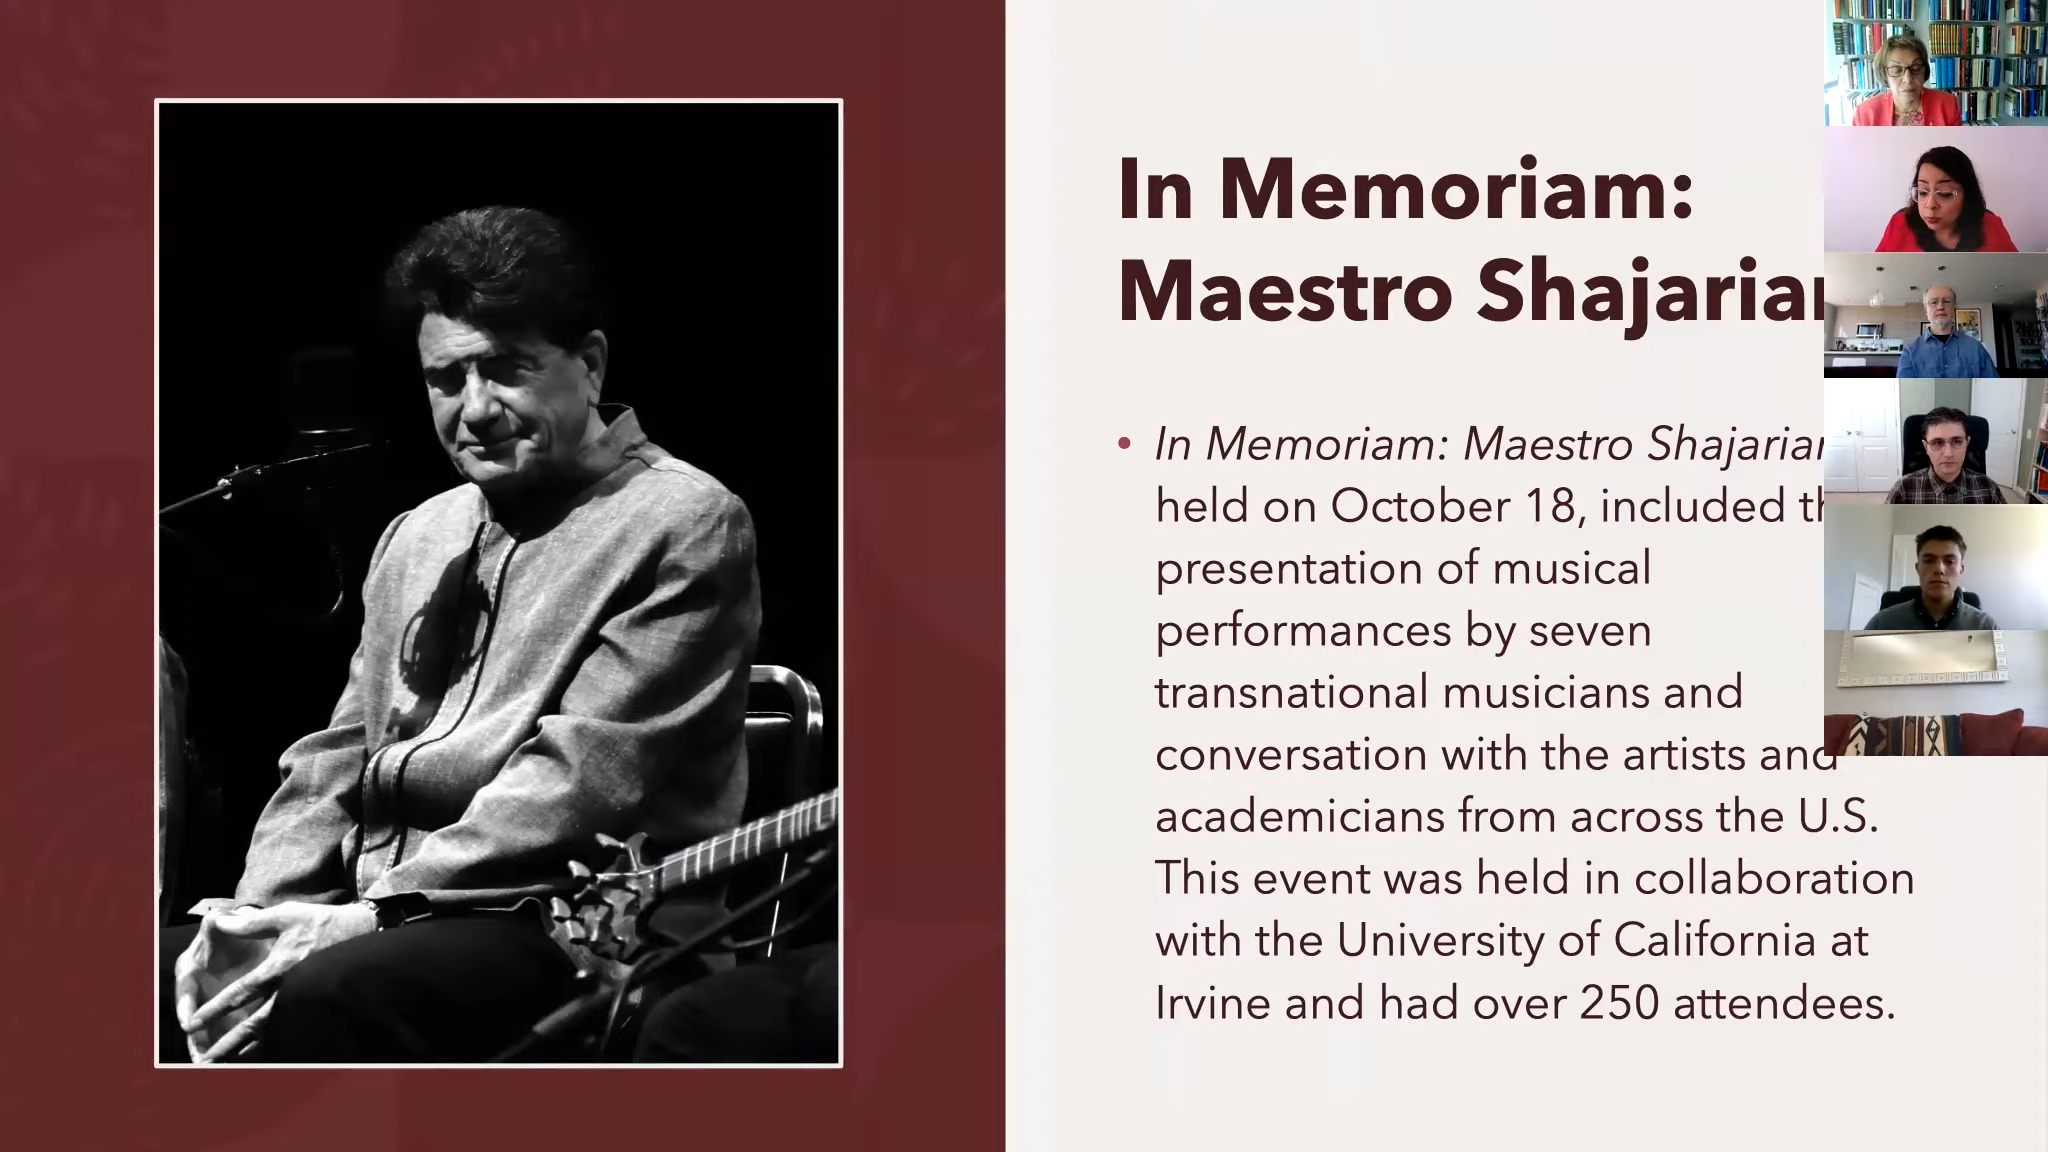 In Memoriam:
Maestro Shajarian
• In Memoriam: Maestro Shajarian
held on October 18, included
presentation of musical
performances by seven
transnational musicians and
conversation with the artists and
academicians from across the U.S.
This event was held in collaboration
with the University of California at
Irvine and had over 250 attendees.